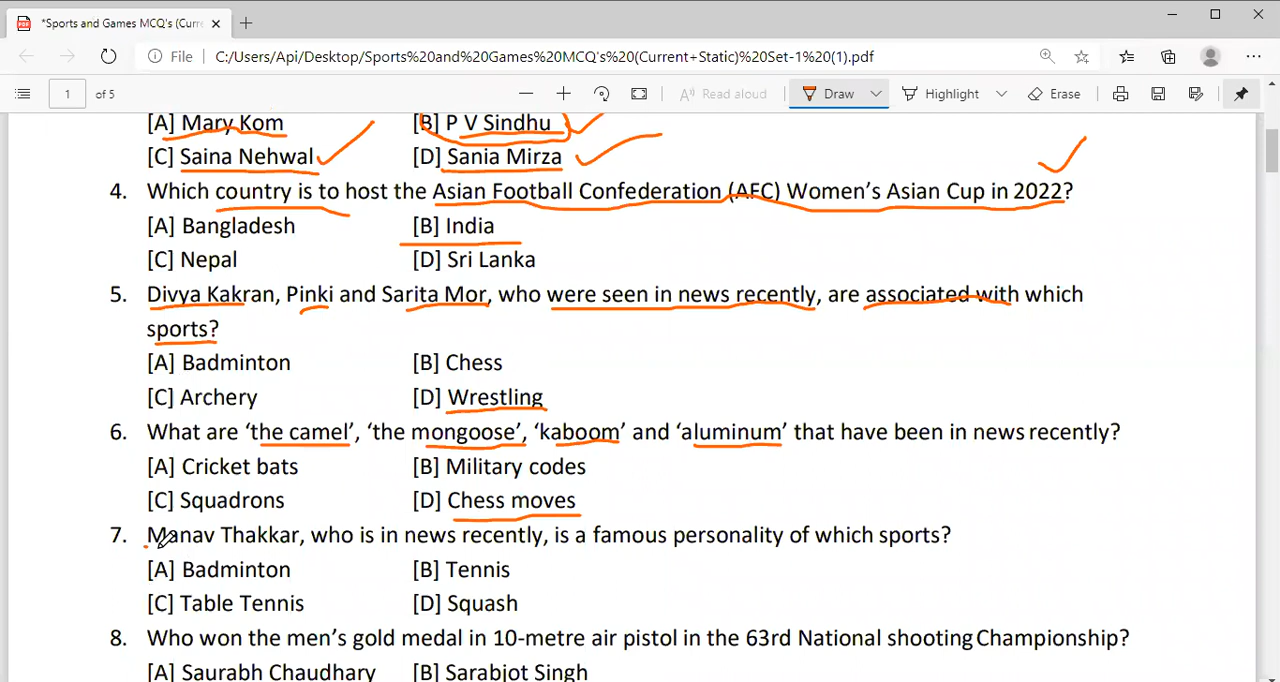 *Sports and Games MCQ's (Curr
File C:/Users/Api/Desktop/Sports%20and%20Games%20MCQ's%20(Current+Static)%20Set-1%20(1).pdf
1 of 5 Read aloud Draw Highlight Erase
[A] Mary Kom [B] P V Sindhu
[C] Saina Nehwal [D] Sania Mirza
4. Which country is to host the Asian Football Confederation (AFC) Women's Asian Cup in 2022?
[A] Bangladesh [B] India
[C] Nepal [D] Sri Lanka
5. Divya Kakran, Pinki and Sarita Mor, who were seen in news recently, are associated with which
sports?
[A] Badminton [B] Chess
[C] Archery [D] Wrestling
6. What are ‘the camel’, ‘the mongoose’, ‘kaboom’ and ‘aluminum’ that have been in news recently?
[A] Cricket bats [B] Military codes
[C] Squadrons [D] Chess moves
7. Manav Thakkar, who is in news recently, is a famous personality of which sports?
[A] Badminton [B] Tennis
[C] Table Tennis [D] Squash
8. Who won the men's gold medal in 10-metre air pistol in the 63rd National shooting Championship?
[A] Saurabh Chaudhary [B] Sarabjot Singh